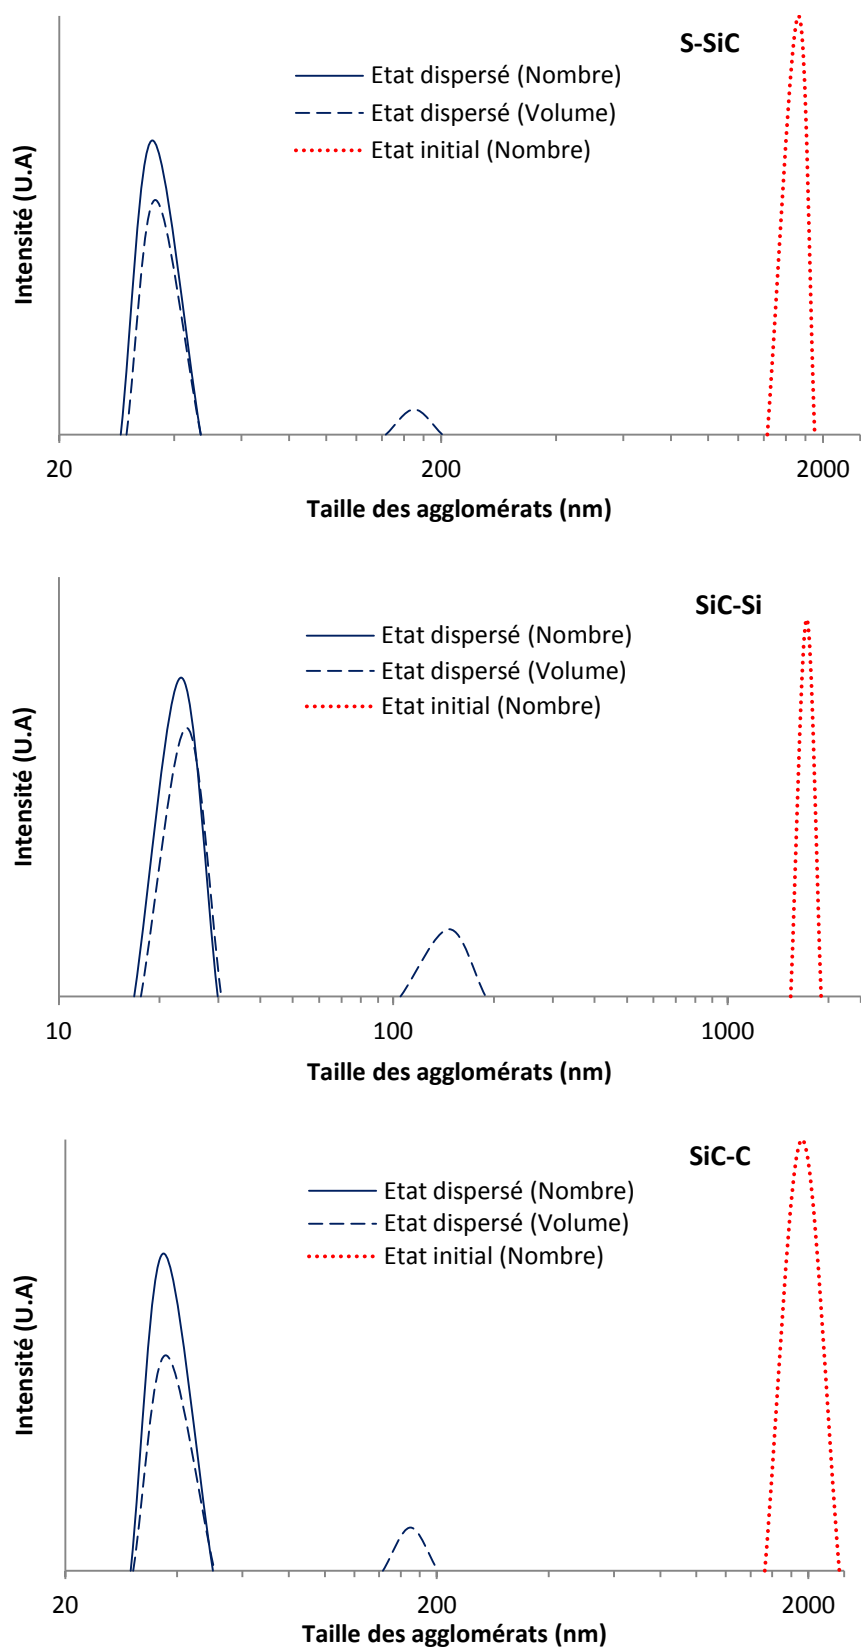 S-SiC
Etat dispersé (Nombre)
Etat dispersé (Volume)
Etat initial (Nombre)
Intensité (U.A)
20
200
2000
Taille des agglomérats (nm)
SiC-Si
Etat dispersé (Nombre)
Etat dispersé (Volume)
Etat initial (Nombre)
Intensité (U.A)
10
100
1000
Taille des agglomérats (nm)
SiC-C
Etat dispersé (Nombre)
Etat dispersé (Volume)
Etat initial (Nombre)
Intensité (U.A)
20
200
2000
Taille des agglomérats (nm)